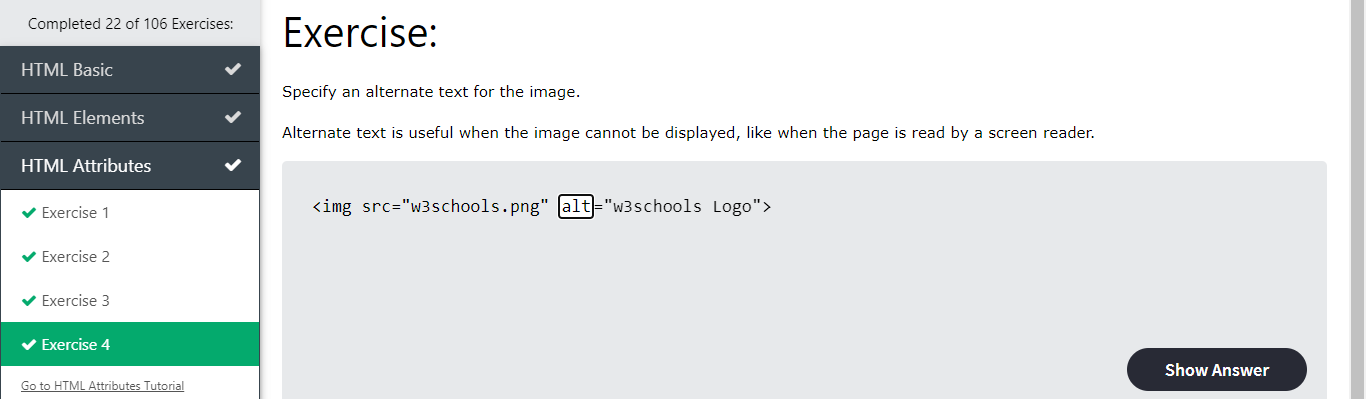 Completed 22 of 106 Exercises:
HTML Basic
HTML Elements
HTML Attributes
Exercise 1
Exercise 2
Exercise 3
Exercise 4
Go to HTML Attributes Tutorial
Exercise:
Specify an alternate text for the image.
Alternate text is useful when the image cannot be displayed, like when the page is read by a screen reader.
<img src="w3schools.png" alt="w3schools Logo">
Show Answer